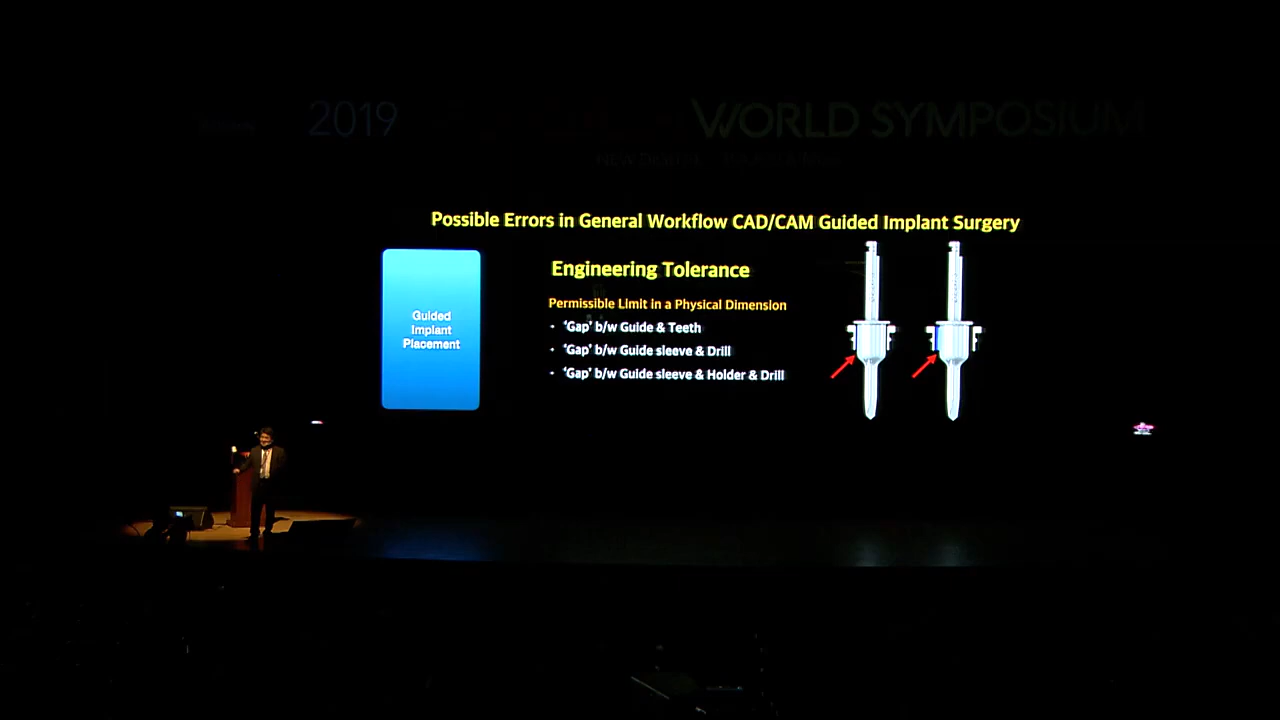 2019 WORLD SYMPOSIUM
Possible Errors in General Workflow CAD/CAM Guided Implant Surgery
Guided
Implant
Placement
Engineering Tolerance
Permissible Limit in a Physical Dimension
• ‘Gap’ b/w Guide & Teeth
• ‘Gap’ b/w Guide sleeve & Drill
• ‘Gap’ b/w Guide sleeve & Holder & Drill